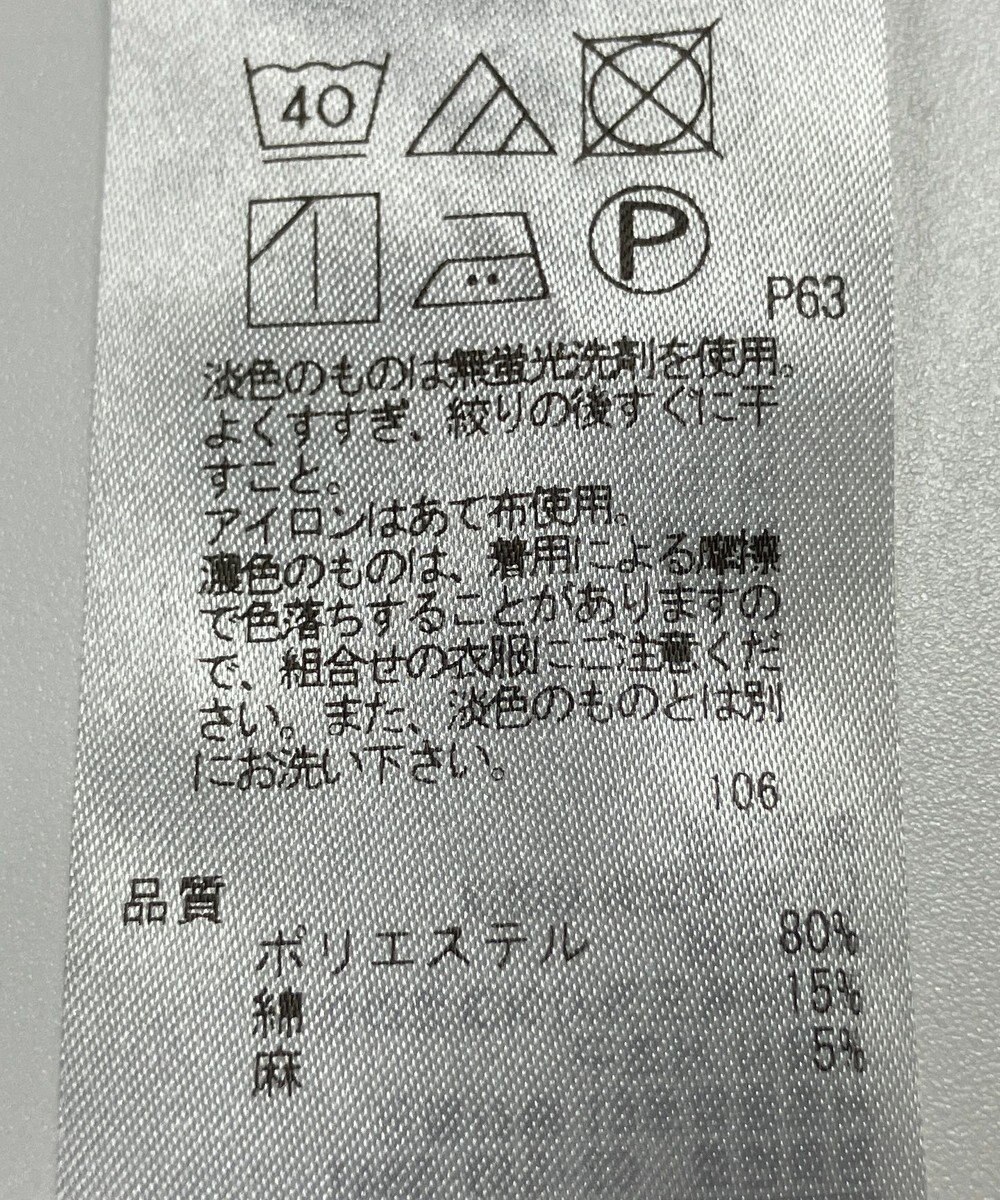 40
P
P63
淡色のものは無蛍光洗剤を使用。
よくすすぎ、絞りの後すぐに干
すこと。
アイロンはあて布使用。
濃色のものは、着用による摩擦
で色落ちすることがありますの
で、組合せの衣服にご注意くだ
さい。また、淡色のものとは別
にお洗い下さい。
106
品質
ポリエステル 80%
綿 15%
麻 5%